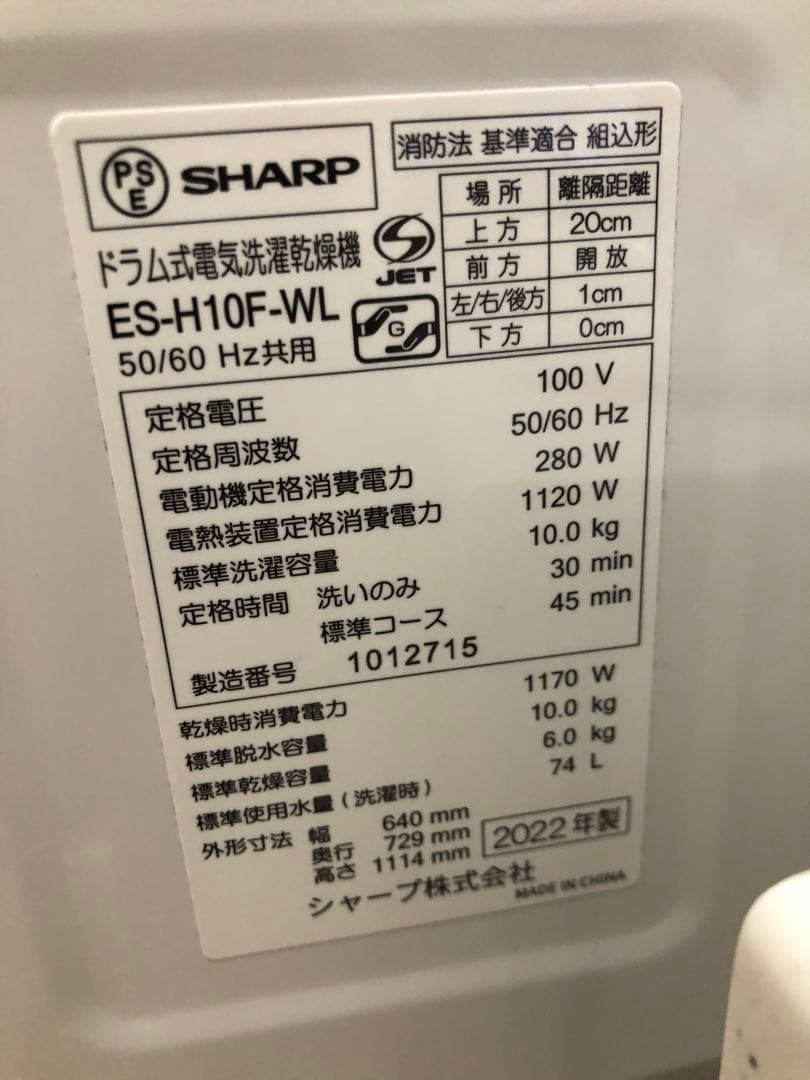 PSE SHARP
消防法 基準適合 組込形
場所 離隔距離
上方 20cm
前方 開放
左/右/後方 1cm
下方 0cm
ドラム式電気洗濯乾燥機
S JET
ES-H10F-WL
50/60 Hz共用
G
定格電圧 100 V
定格周波数 50/60 Hz
電動機定格消費電力 280 W
電熱装置定格消費電力 1120 W
標準洗濯容量 10.0 kg
定格時間 洗いのみ 30 min
標準コース 45 min
製造番号 1012715
乾燥時消費電力 1170 W
標準脱水容量 10.0 kg
標準乾燥容量 6.0 kg
標準使用水量(洗濯時) 74 L
外形寸法 幅 640 mm
奥行 729 mm
高さ 1114 mm
2022年製
シャープ株式会社
MADE IN CHINA